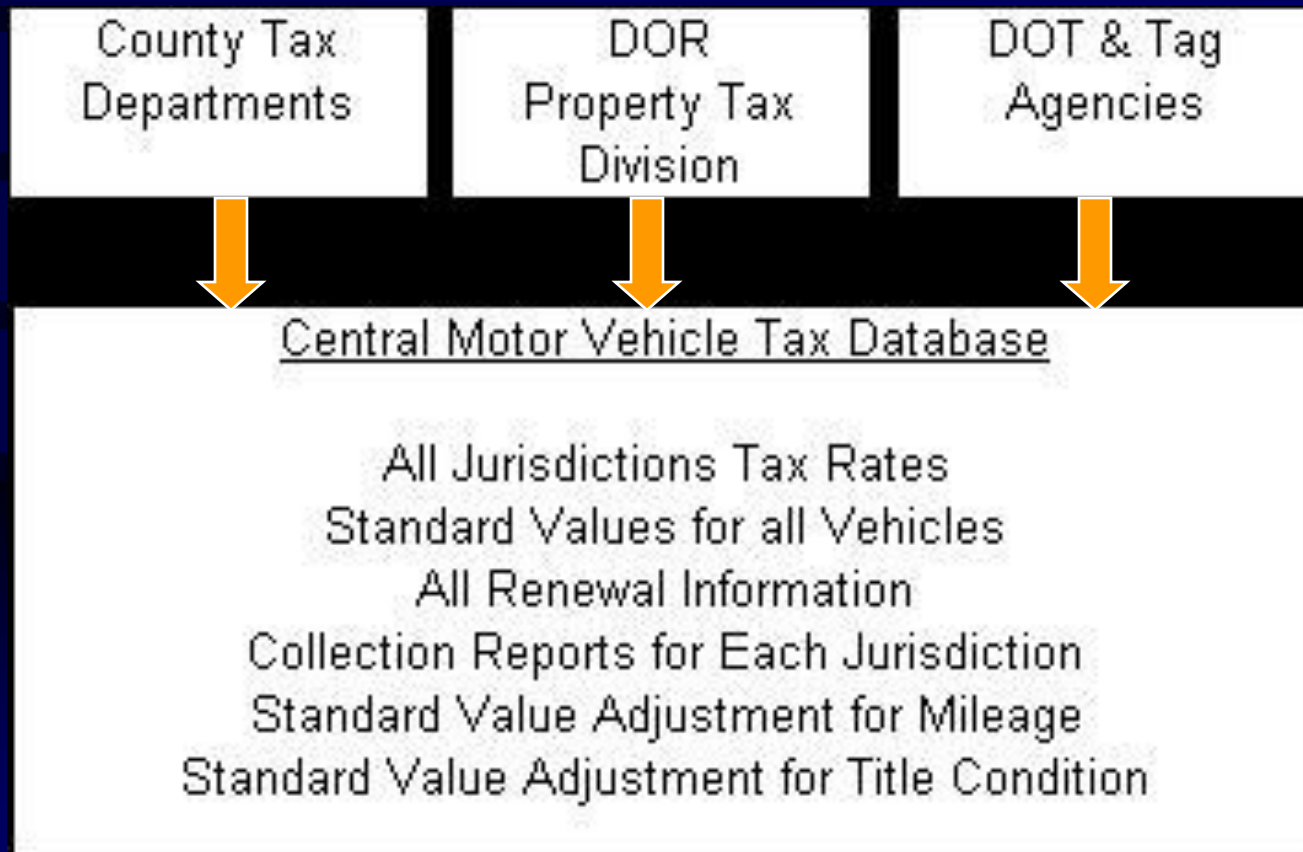 County Tax
Departments
DOR
Property Tax
Division
DOT & Tag
Agencies
Central Motor Vehicle Tax Database
All Jurisdictions Tax Rates
Standard Values for all Vehicles
All Renewal Information
Collection Reports for Each Jurisdiction
Standard Value Adjustment for Mileage
Standard Value Adjustment for Title Condition